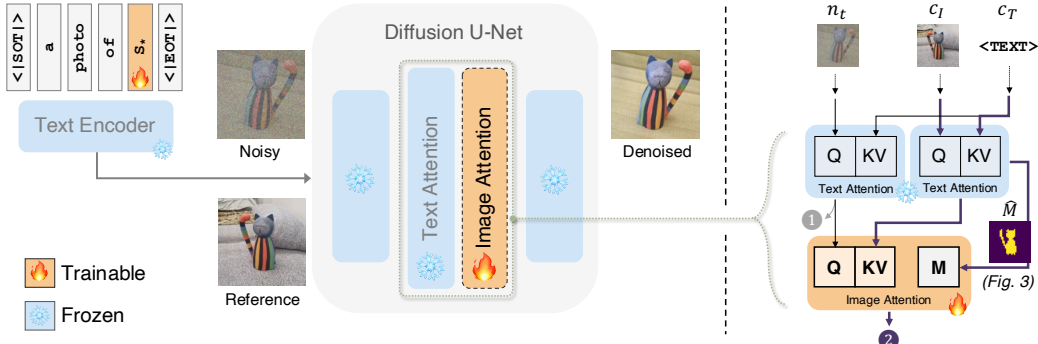 <|SOT|>
a
photo
of
S*
<|EOT|>
Text Encoder
Noisy
Reference
Trainable
Frozen
Diffusion U-Net
Text Attention
Image Attention
Denoised
n_t
c_I
c_T
<TEXT>
Q KV
Text Attention
Q KV
Text Attention
1
M̂
Q KV M
(Fig. 3)
Image Attention
2